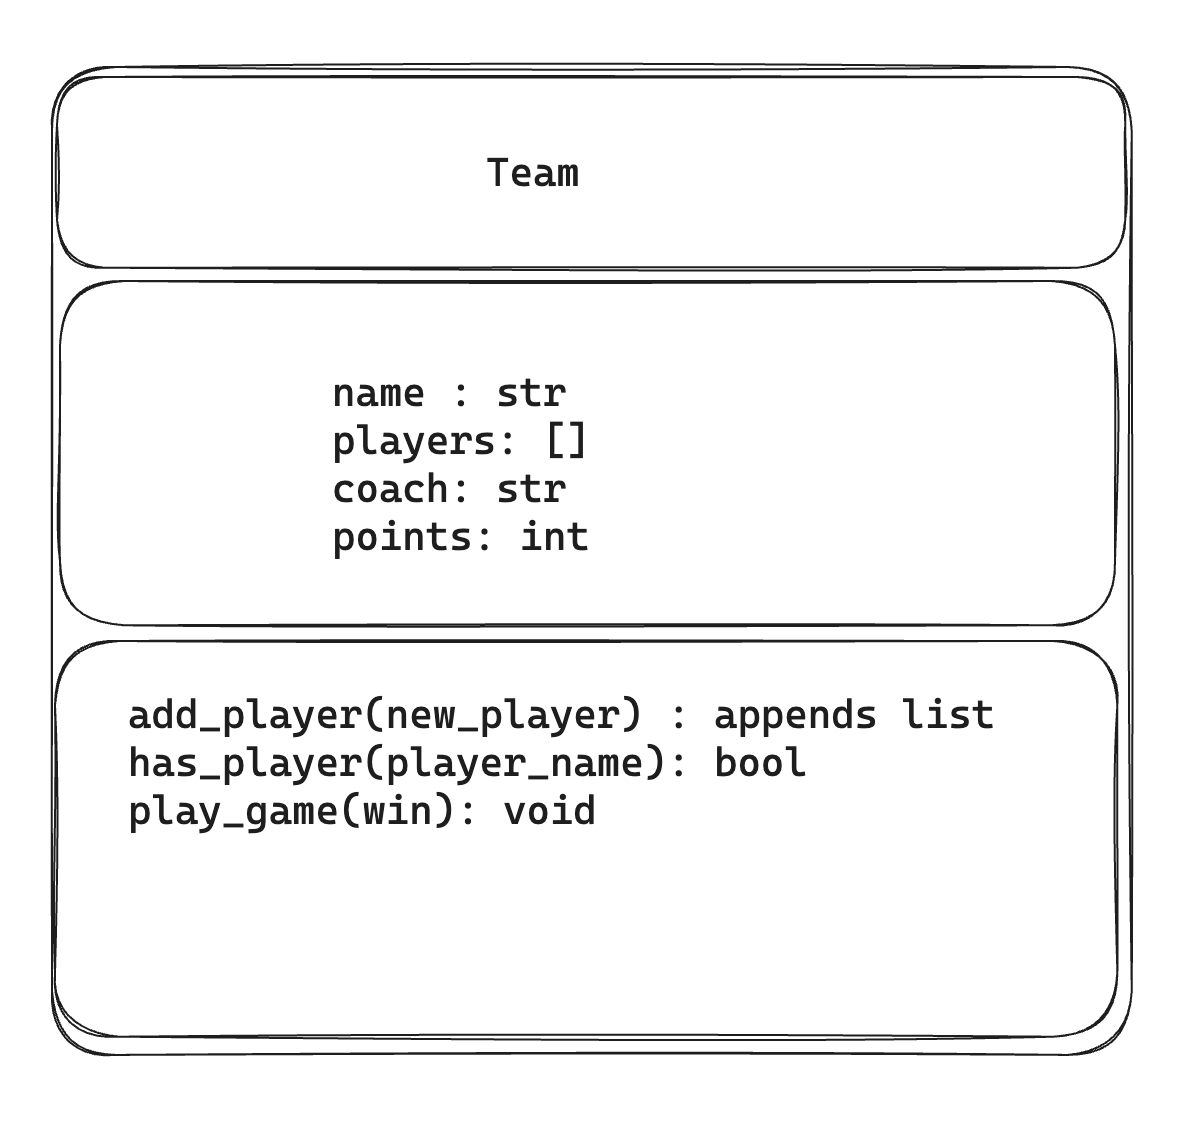 Team
name : str
players: []
coach: str
points: int
add_player(new_player) : appends list
has_player(player_name): bool
play_game(win): void